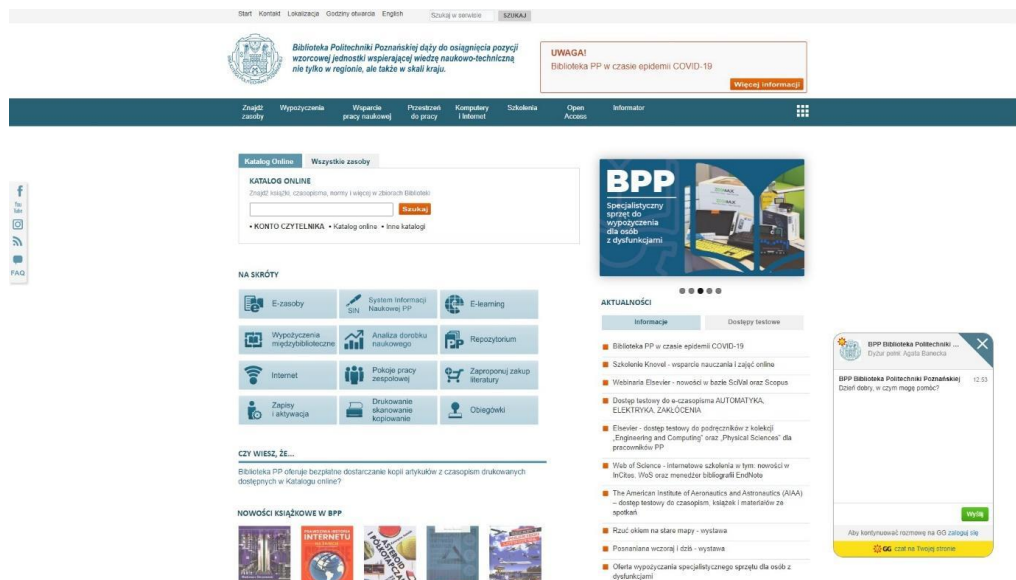 Start Kontakt Lokalizacja Godziny otwarcia English Szukaj w serwisie SZUKAJ
Biblioteka Politechniki Poznańskiej dąży do osiągnięcia pozycji
wzorcowej jednostki wspierającej wiedzę naukowo-techniczną
nie tylko w regionie, ale także w skali kraju.
UWAGA!
Biblioteka PP w czasie epidemii COVID-19
Więcej informacji
Znajdź
zasoby
Wypożyczenia
Wsparcie
pracy naukowej
Przestrzeń
do pracy
Komputery
i Internet
Szkolenia
Open
Access
Informator
You
Tube
FAQ
Katalog Online Wszystkie zasoby
KATALOG ONLINE
Znajdź książki, czasopisma, normy i więcej w zbiorach Biblioteki
Szukaj
• KONTO CZYTELNIKA • Katalog online • Inne katalogi
NA SKRÓTY
E-zasoby
SIN
System Informacji
Naukowej PP
E-learning
Wypożyczenia
międzybiblioteczne
Analiza dorobku
naukowego
Repozytorium
Internet
Pokoje pracy
zespołowej
Zaproponuj zakup
literatury
Zapisy
i aktywacja
Drukowanie
skanowanie
kopiowanie
Obiegówki
CZY WIESZ, ŻE...
Biblioteka PP oferuje bezpłatne dostarczanie kopii artykułów z czasopism drukowanych
dostępnych w Katalogu online?
NOWOŚCI KSIĄŻKOWE W BPP
INTERNETU
ASTEROID
I PÓŁKOTAPCZAN
BPP
Specjalistyczny
sprzęt do
wypożyczenia
dla osób
z dysfunkcjami
AKTUALNOŚCI
Informacje Dostępy testowe
Biblioteka PP w czasie epidemii COVID-19
Szkolenie Knovel - wsparcie nauczania i zajęć online
Webinaria Elsevier - nowości w bazie SciVal oraz Scopus
Dostęp testowy do e-czasopisma AUTOMATYKA,
ELEKTRYKA, ZAKŁÓCENIA
Elsevier - dostęp testowy do podręczników z kolekcji
„Engineering and Computing" oraz „Physical Sciences" dla
pracowników PP
Web of Science - internetowe szkolenia w tym: nowości w
InCites, WoS oraz menedżer bibliografii EndNote
The American Institute of Aeronautics and Astronautics (AIAA)
– dostęp testowy do czasopism, książek i materiałów ze
spotkań
Rzuć okiem na stare mapy - wystawa
Posnaniana wczoraj i dziś - wystawa
Oferta wypożyczania specjalistycznego sprzętu dla osób z
dysfunkcjami
BPP Biblioteka Politechniki ...
Dyżur pełni: Agata Banecka
BPP Biblioteka Politechniki Poznańskiej 12:53
Dzień dobry, w czym mogę pomóc?
Wyślij
Aby kontynuować rozmowę na GG zaloguj się
GG czat na Twojej stronie